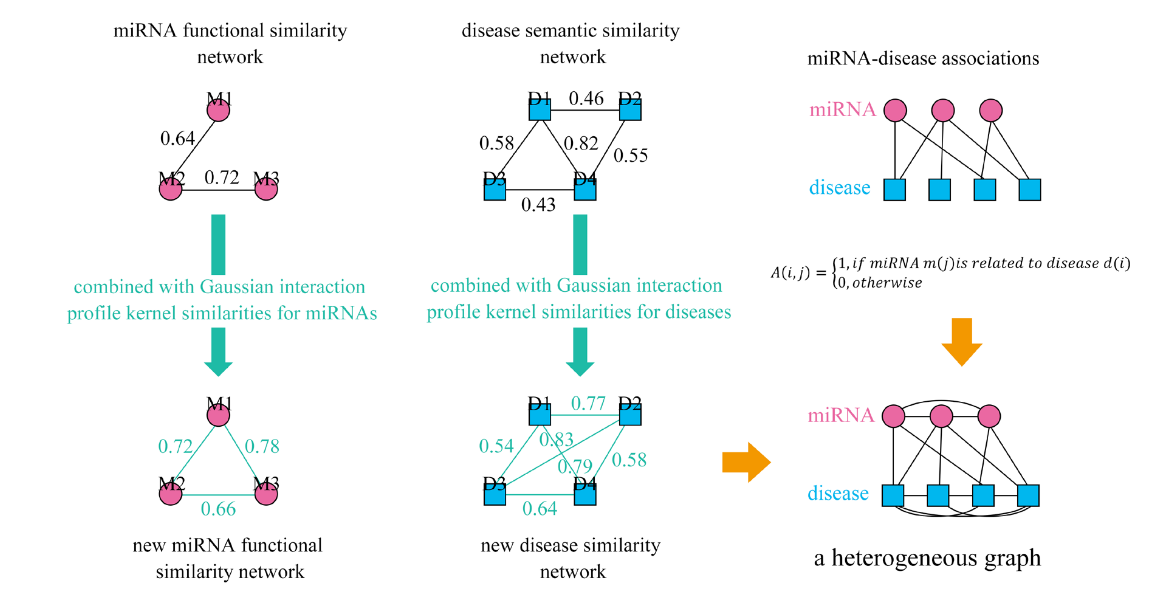 miRNA functional similarity
network
M1
0.64
M2
0.72
M3
combined with Gaussian interaction
profile kernel similarities for miRNAs
M1
0.72
0.78
M2
M3
0.66
new miRNA functional
similarity network
disease semantic similarity
network
D1
0.46
D2
0.58
0.82
0.55
D3
D4
0.43
combined with Gaussian interaction
profile kernel similarities for diseases
D1
0.77
D2
0.54
0.83
0.79
0.58
D3
D4
0.64
new disease similarity
network
miRNA-disease associations
miRNA
disease
A(i,j) = {1, if miRNA m(j)is related to disease d(i)
0, otherwise
miRNA
disease
a heterogeneous graph